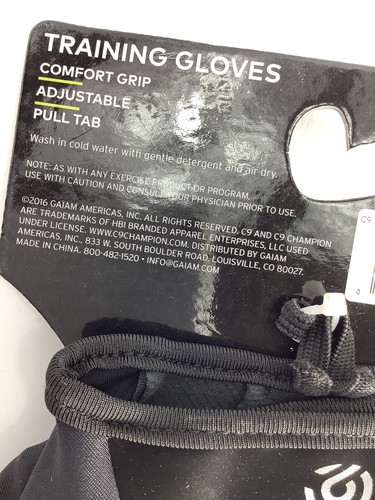 TRAINING GLOVES
COMFORT GRIP
ADJUSTABLE
PULL TAB
Wash in cold water with gentle detergent and air dry.
NOTE: AS WITH ANY EXERCISE PRODUCT OR PROGRAM,
USE WITH CAUTION AND CONSULT YOUR PHYSICIAN PRIOR TO USE.
©2016 GAIAM AMERICAS, INC. ALL RIGHTS RESERVED. C9 AND C9 CHAMPION
ARE TRADEMARKS OF HBI BRANDED APPAREL ENTERPRISES, LLC USED
UNDER LICENSE. WWW.C9CHAMPION.COM. DISTRIBUTED BY GAIAM
AMERICAS, INC., 833 W. SOUTH BOULDER ROAD, LOUISVILLE, CO 80027.
MADE IN CHINA. 800-482-1520 • INFO@GAIAM.COM
C9
0